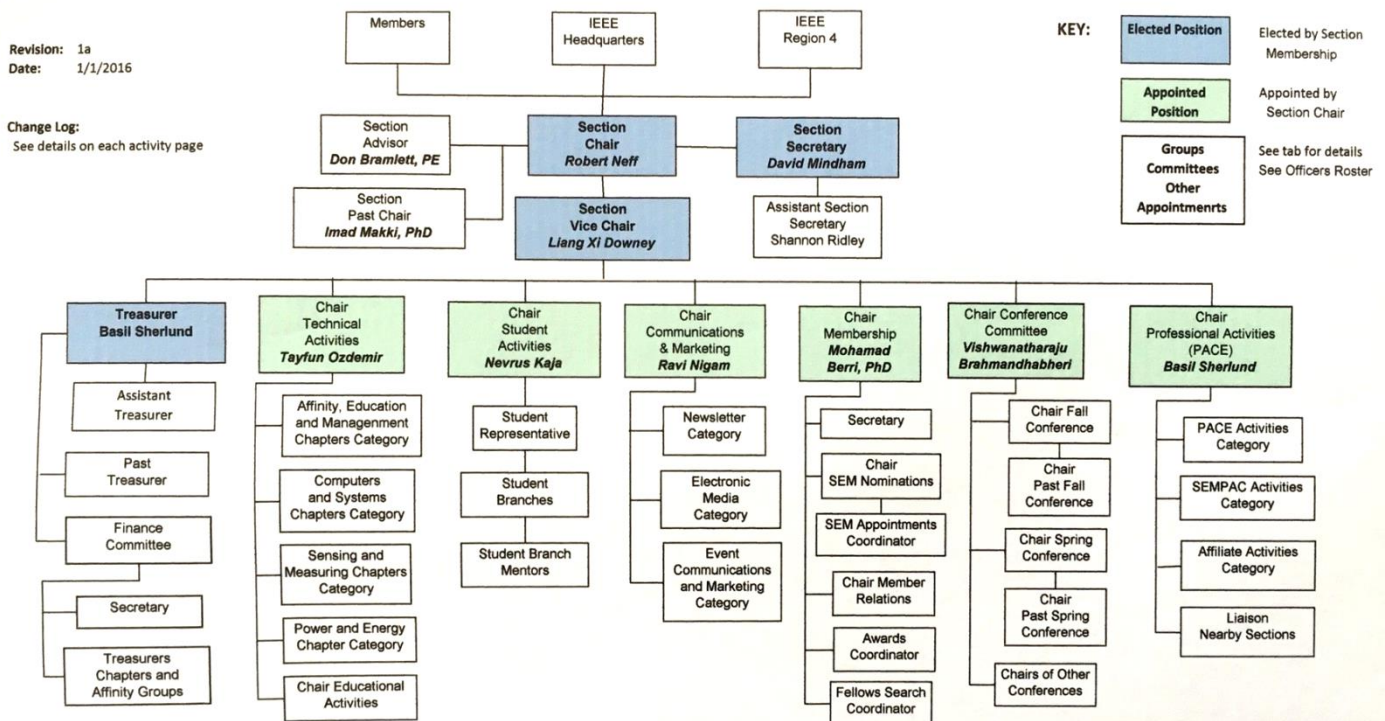 Revision: 1a
Date: 1/1/2016
Change Log:
See details on each activity page
Members
IEEE
Headquarters
IEEE
Region 4
KEY:
Elected Position
Elected by Section
Membership
Appointed
Position
Appointed by
Section Chair
Groups
Committees
Other
Appointmenrts
See tab for details
See Officers Roster
Section
Advisor
Don Bramlett, PE
Section
Chair
Robert Neff
Section
Secretary
David Mindham
Section
Past Chair
Imad Makki, PhD
Section
Vice Chair
Liang Xi Downey
Assistant Section
Secretary
Shannon Ridley
Treasurer
Basil Sherlund
Assistant
Treasurer
Past
Treasurer
Finance
Committee
Secretary
Treasurers
Chapters and
Affinity Groups
Chair
Technical
Activities
Tayfun Ozdemir
Affinity, Education
and Managenment
Chapters Category
Computers
and Systems
Chapters Category
Sensing and
Measuring Chapters
Category
Power and Energy
Chapter Category
Chair Educational
Activities
Chair
Student
Activities
Nevrus Kaja
Student
Representative
Student
Branches
Student Branch
Mentors
Chair
Communications
& Marketing
Ravi Nigam
Newsletter
Category
Electronic
Media
Category
Event
Communications
and Marketing
Category
Chair
Membership
Mohamad
Berri, PhD
Secretary
Chair
SEM Nominations
SEM Appointments
Coordinator
Chair Member
Relations
Awards
Coordinator
Fellows Search
Coordinator
Chair Conference
Committee
Vishwanatharaju
Brahmandhabheri
Chair Fall
Conference
Chair
Past Fall
Conference
Chair Spring
Conference
Chair
Past Spring
Conference
Chairs of Other
Conferences
Chair
Professional Activities
(PACE)
Basil Sherlund
PACE Activities
Category
SEMPAC Activities
Category
Affiliate Activities
Category
Liaison
Nearby Sections